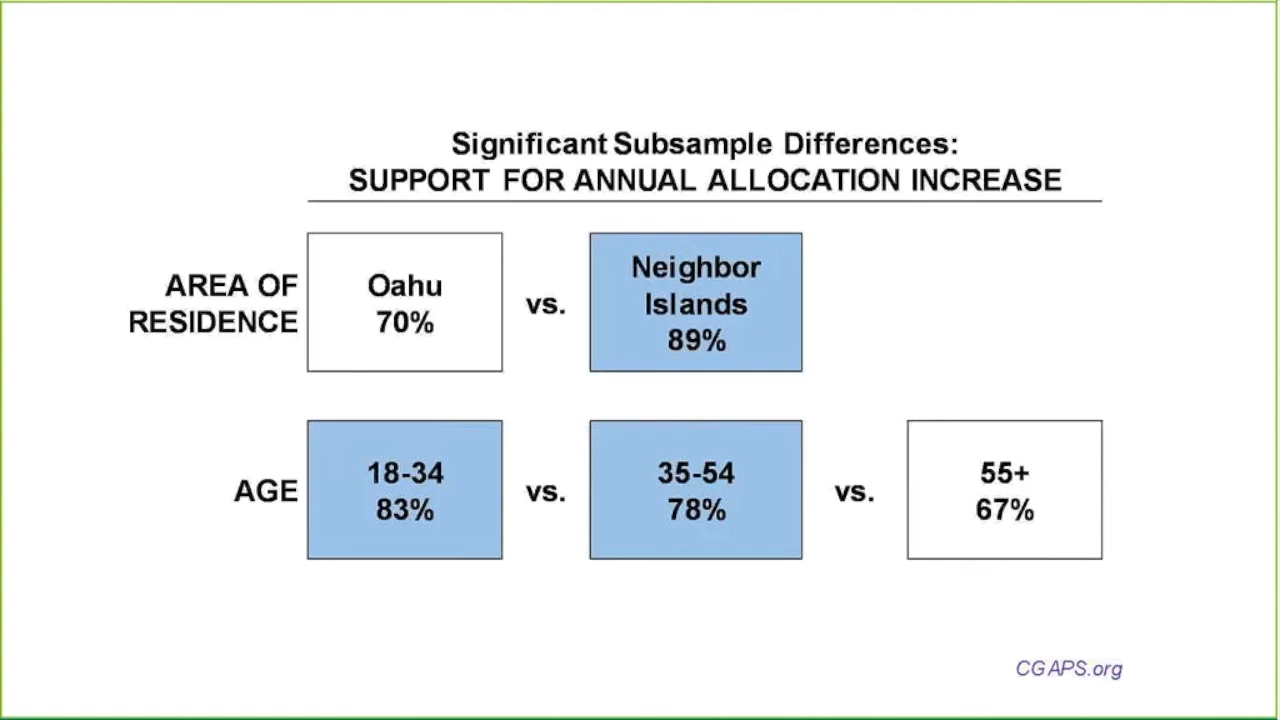 Significant Subsample Differences:
SUPPORT FOR ANNUAL ALLOCATION INCREASE
AREA OF
RESIDENCE
Oahu
70%
vs.
Neighbor
Islands
89%
AGE
18-34
83%
vs.
35-54
78%
vs.
55+
67%
CGAPS.org